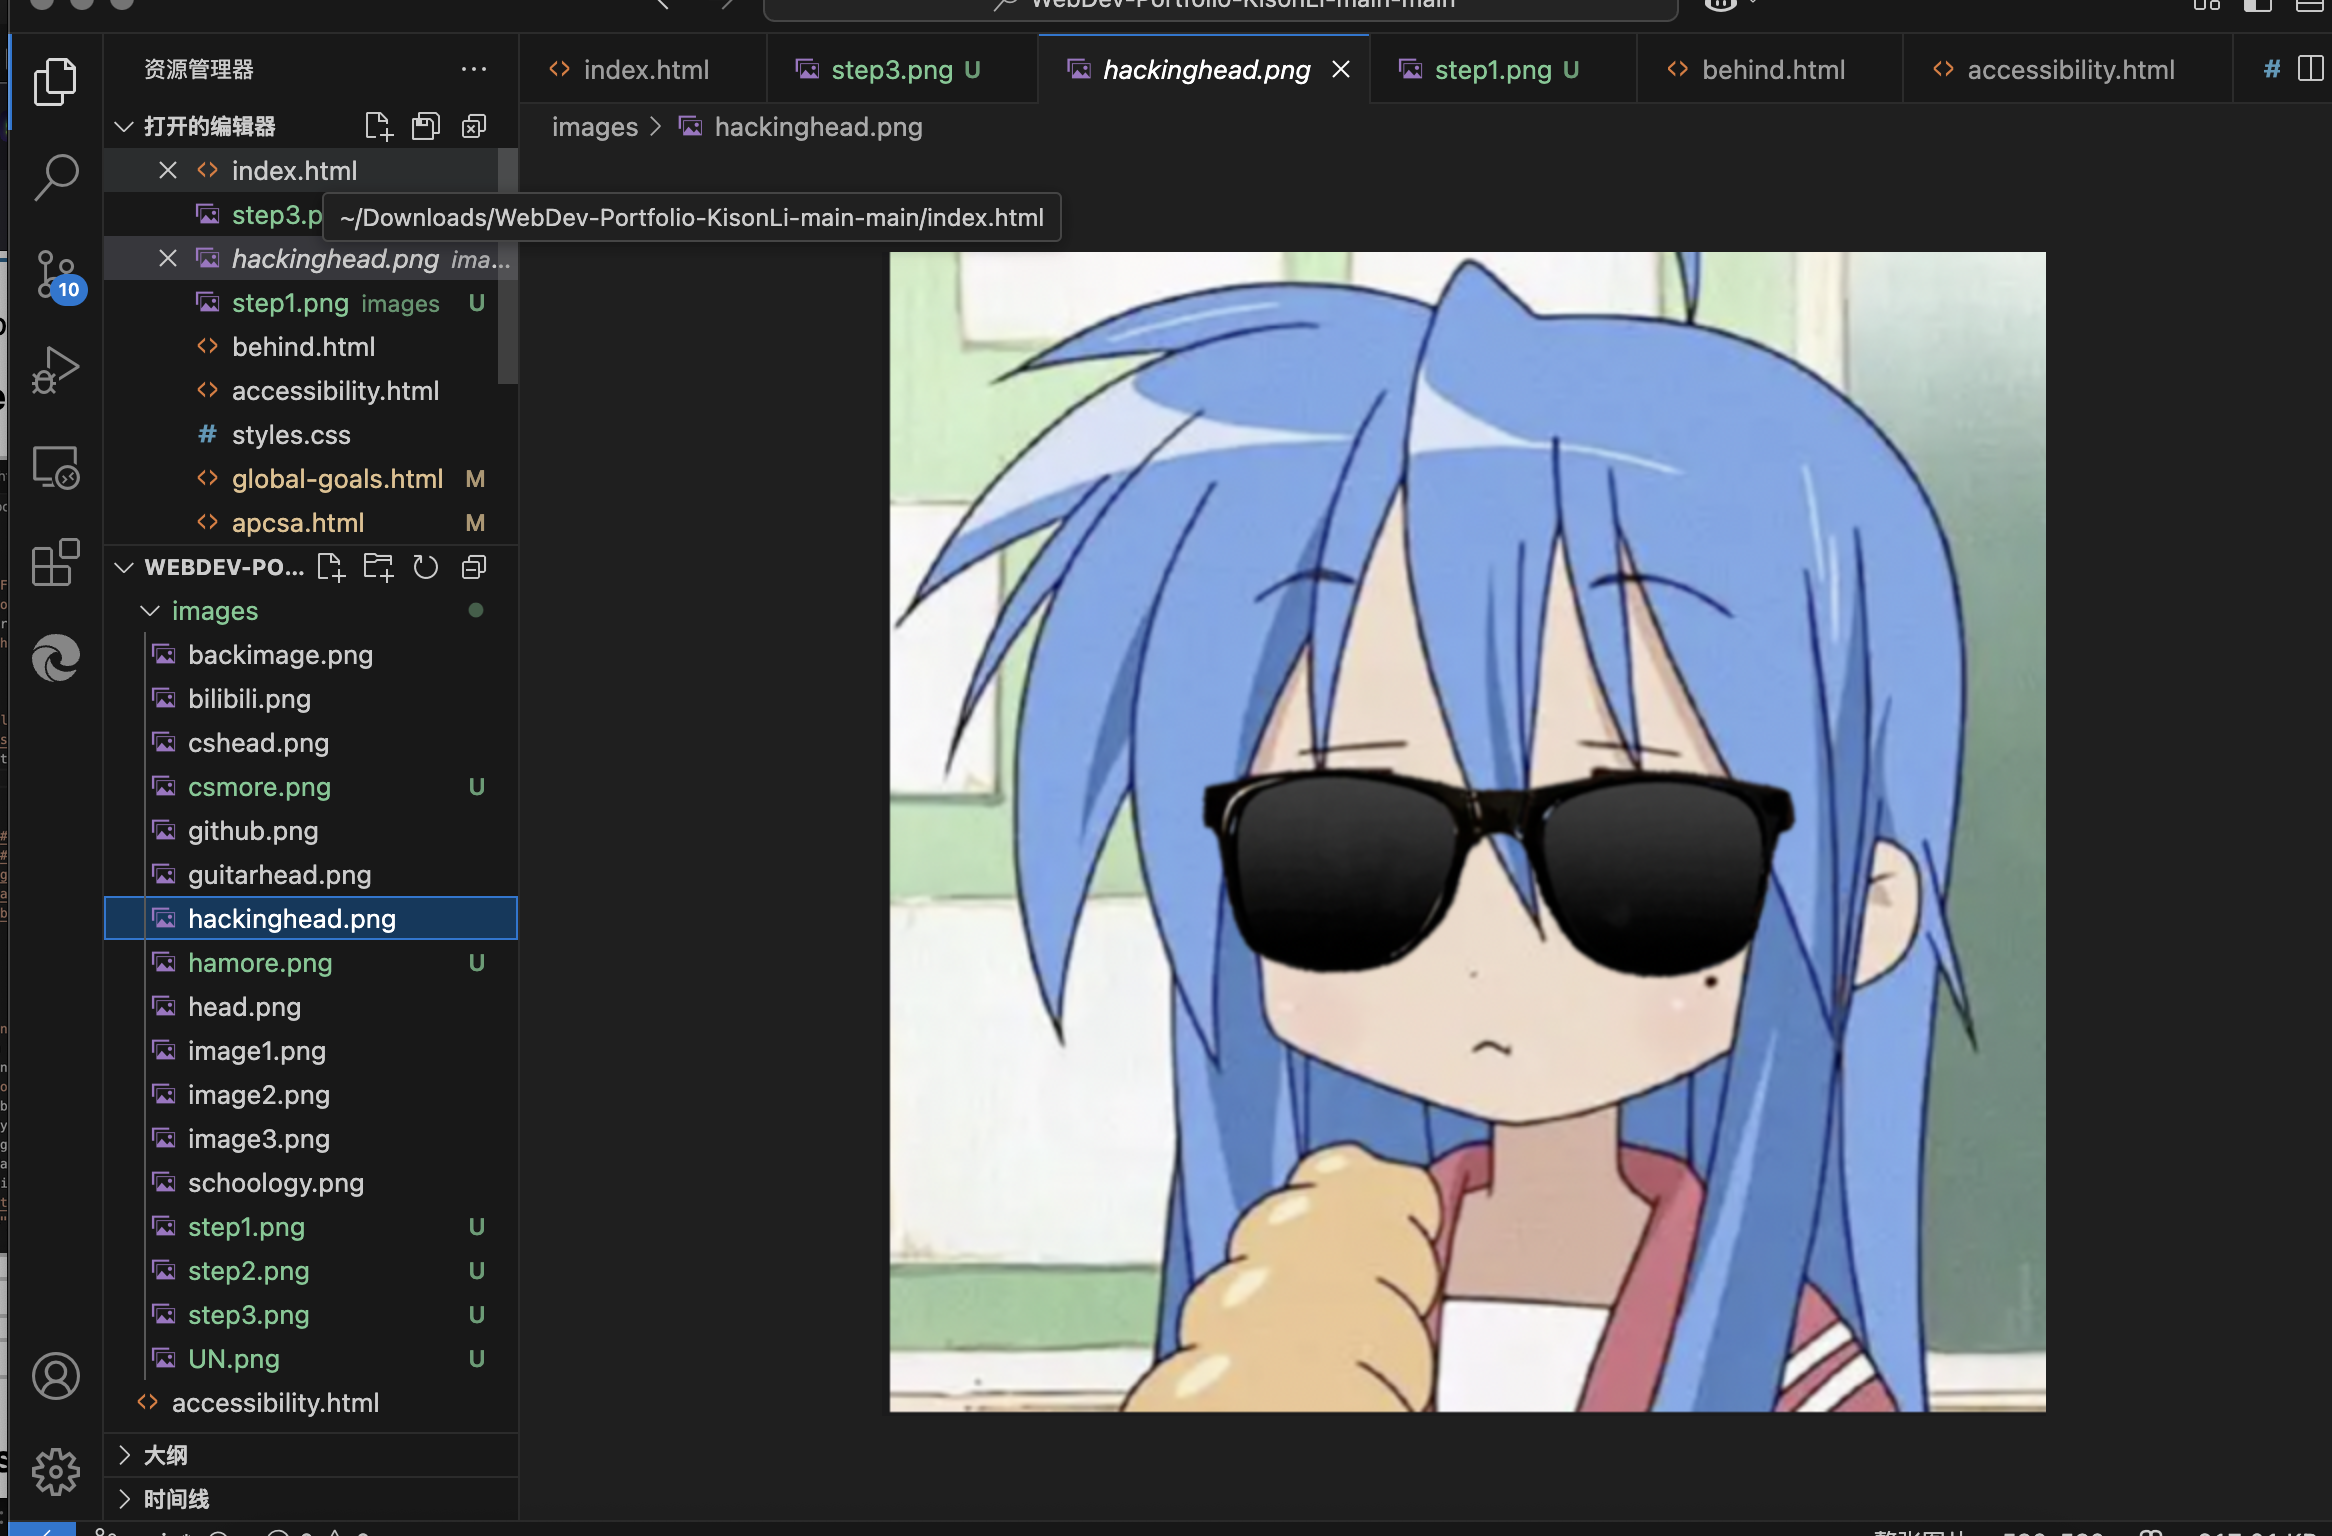 WebDev-Portfolio-KisonLi-main-main
资源管理器
index.html
step3.png U
hackinghead.png
step1.png U
behind.html
accessibility.html
#
打开的编辑器
images > hackinghead.png
index.html
step3.p
~/Downloads/WebDev-Portfolio-KisonLi-main-main/index.html
hackinghead.png ima...
step1.png images U
10
behind.html
accessibility.html
# styles.css
global-goals.html M
apcsa.html M
WEBDEV-PO...
images
backimage.png
bilibili.png
cshead.png
csmore.png U
github.png
guitarhead.png
hackinghead.png
hamore.png U
head.png
image1.png
image2.png
image3.png
schoology.png
step1.png U
step2.png U
step3.png U
UN.png U
accessibility.html
大纲
时间线